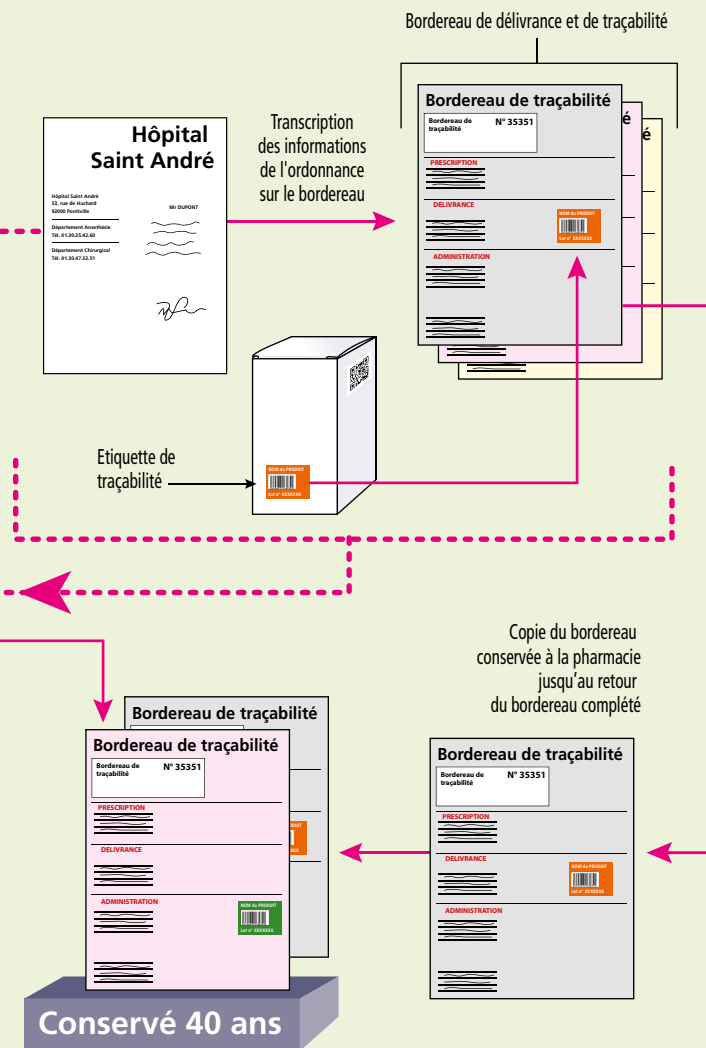 Bordereau de délivrance et de traçabilité
Hôpital
Saint André
Hôpital Saint André
53, rue de Huchard
92000 Pontiville
Département Anesthésie
Tél. 01.30.25.42.60
Département Chirurgical
Tél. 01.30.47.32.51
Mr DUPONT
Transcription
des informations
de l'ordonnance
sur le bordereau
Bordereau de traçabilité
Bordereau de
traçabilité
N° 35351
PRESCRIPTION
DELIVRANCE
NOM du PRODUIT
Lot n° XXXXXXX
ADMINISTRATION
é
é
Etiquette de
traçabilité
NOM du PRODUIT
Lot n° XXXXXXX
Copie du bordereau
conservée à la pharmacie
jusqu'au retour
du bordereau complété
Bordereau de traçabilité
DUIT
XXX
Bordereau de traçabilité
Bordereau de
traçabilité
N° 35351
PRESCRIPTION
DELIVRANCE
ADMINISTRATION
NOM du PRODUIT
Lot n° XXXXXXX
Bordereau de traçabilité
Bordereau de
traçabilité
N° 35351
PRESCRIPTION
DELIVRANCE
NOM du PRODUIT
Lot n° XXXXXXX
ADMINISTRATION
Conservé 40 ans